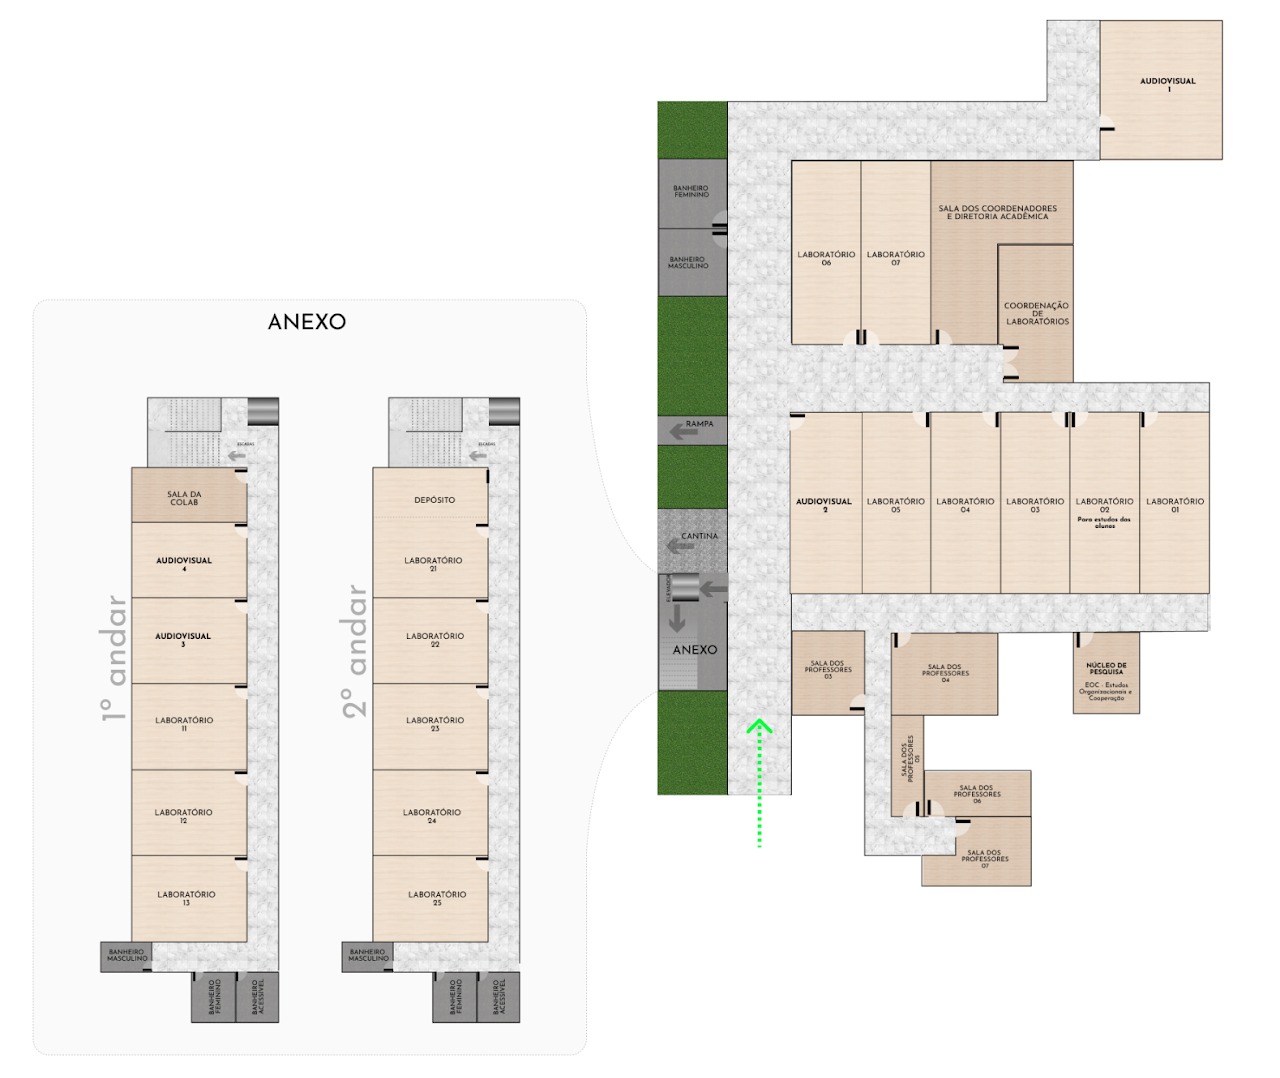 ANEXO
1° andar
ESCADAS
SALA DA
COLAB
AUDIOVISUAL
4
AUDIOVISUAL
3
LABORATÓRIO
11
LABORATÓRIO
12
LABORATÓRIO
13
BANHEIRO
MASCULINO
BANHEIRO
FEMININO
BANHEIRO
ACESSÍVEL
2° andar
ESCADAS
DEPÓSITO
LABORATÓRIO
21
LABORATÓRIO
22
LABORATÓRIO
23
LABORATÓRIO
24
LABORATÓRIO
25
BANHEIRO
MASCULINO
BANHEIRO
FEMININO
BANHEIRO
ACESSÍVEL
AUDIOVISUAL
1
BANHEIRO
FEMININO
BANHEIRO
MASCULINO
LABORATÓRIO
06
LABORATÓRIO
07
SALA DOS COORDENADORES
E DIRETORIA ACADÊMICA
COORDENAÇÃO
DE
LABORATÓRIOS
RAMPA
CANTINA
ELEVADOR
ANEXO
AUDIOVISUAL
2
LABORATÓRIO
05
LABORATÓRIO
04
LABORATÓRIO
03
LABORATÓRIO
02
Para estudos dos
alunos
LABORATÓRIO
01
SALA DOS
PROFESSORES
03
SALA DOS
PROFESSORES
04
NÚCLEO DE
PESQUISA
EOC - Estudos
Organizacionais e
Cooperação
SALA DOS
PROFESSORES
05
SALA DOS
PROFESSORES
06
SALA DOS
PROFESSORES
07